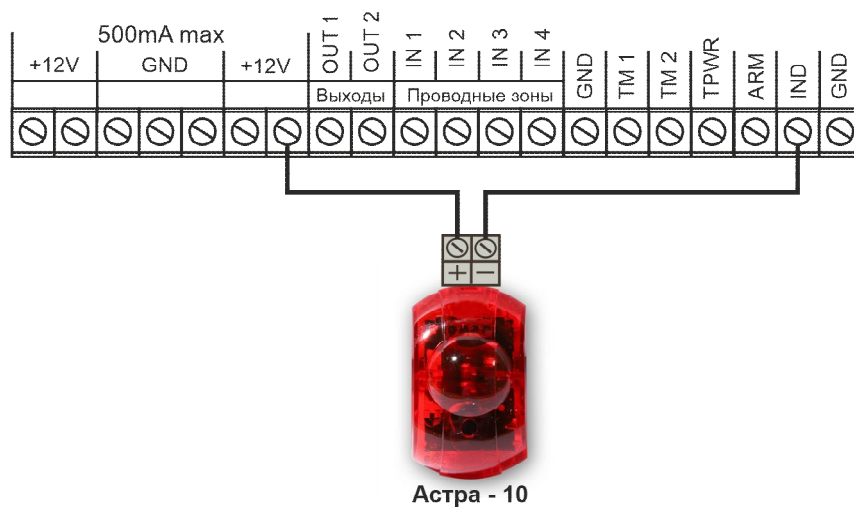 500mA max
+12V GND +12V OUT 1 OUT 2 IN 1 IN 2 IN 3 IN 4 GND TM 1 TM 2 TPWR ARM IND GND
Выходы Проводные зоны
+ −
Астра - 10